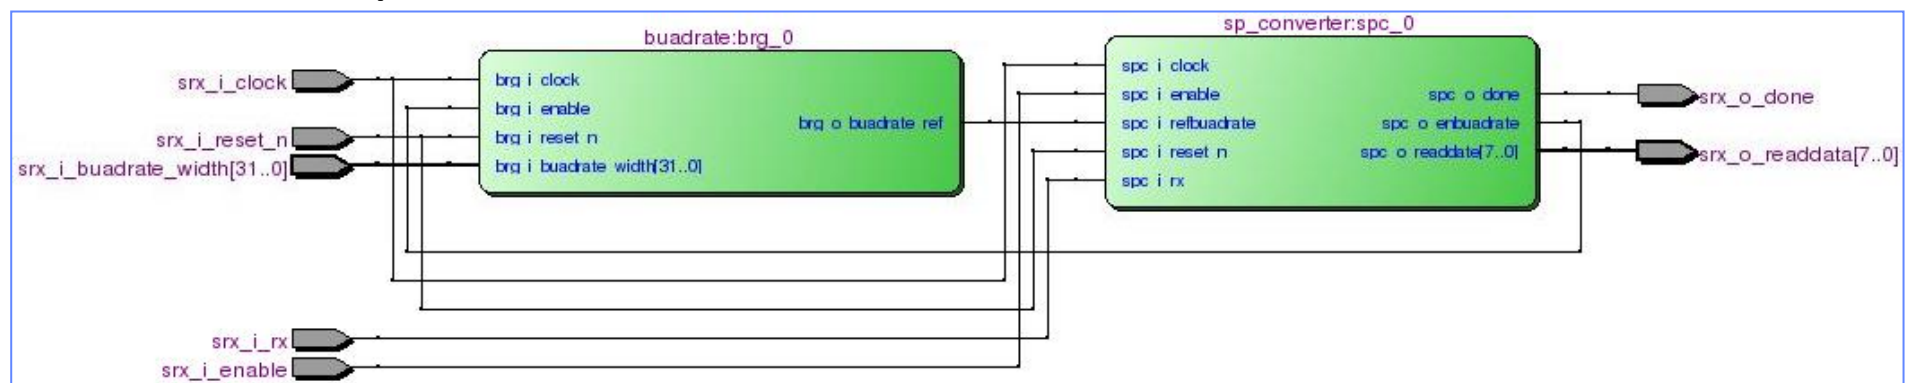 buadrate:brg_0
sp_converter:spc_0
srx_i_clock
srx_i_reset_n
srx_i_buadrate_width[31..0]
brg i clock
brg i enable
brg i reset n
brg i buadrate width[31..0]
brg o buadrate ref
spc i clock
spc i enable
spc i refbuadrate
spc i reset n
spc i rx
spc o done
spc o enbuadrate
spc o readdate[7..0]
srx_o_done
srx_o_readdata[7..0]
srx_i_rx
srx_i_enable